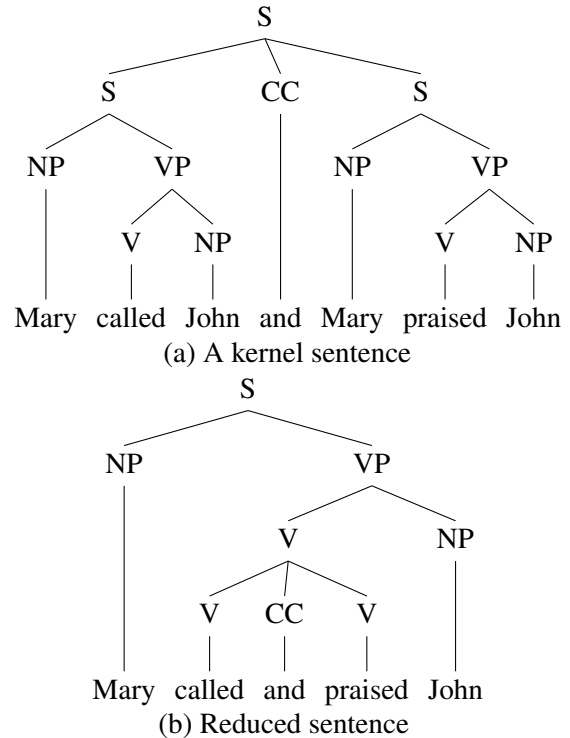 S
S CC S
NP VP NP VP
V NP V NP
Mary called John and Mary praised John
(a) A kernel sentence
S
NP VP
V NP
V CC V
Mary called and praised John
(b) Reduced sentence